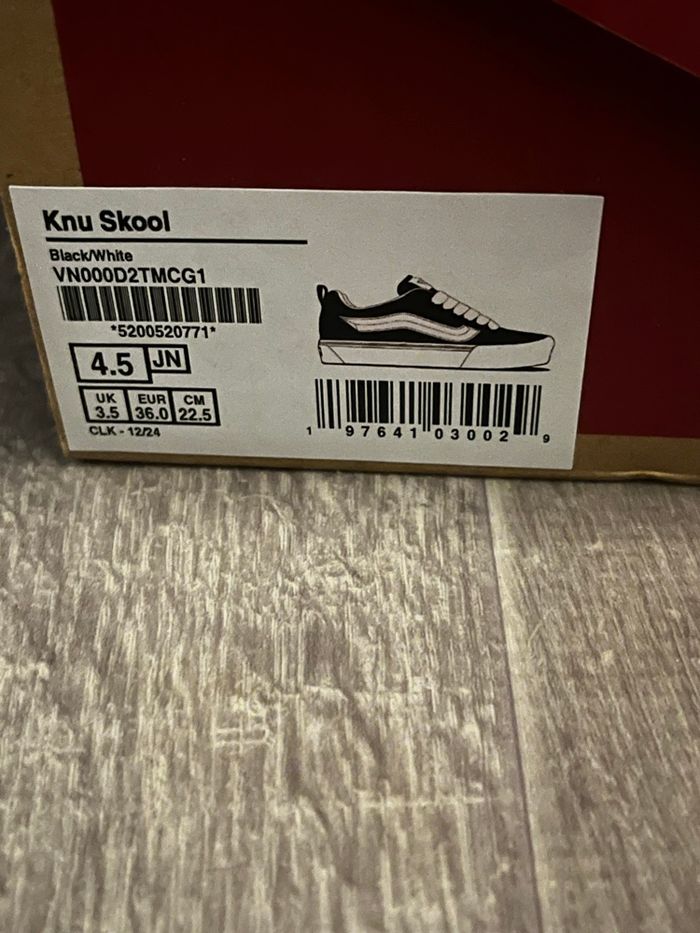 Knu Skool
Black/White
VN000D2TMCG1
*5200520771*
4.5 JN
UK EUR CM
3.5 36.0 22.5
CLK - 12/24
1 97641 03002 9